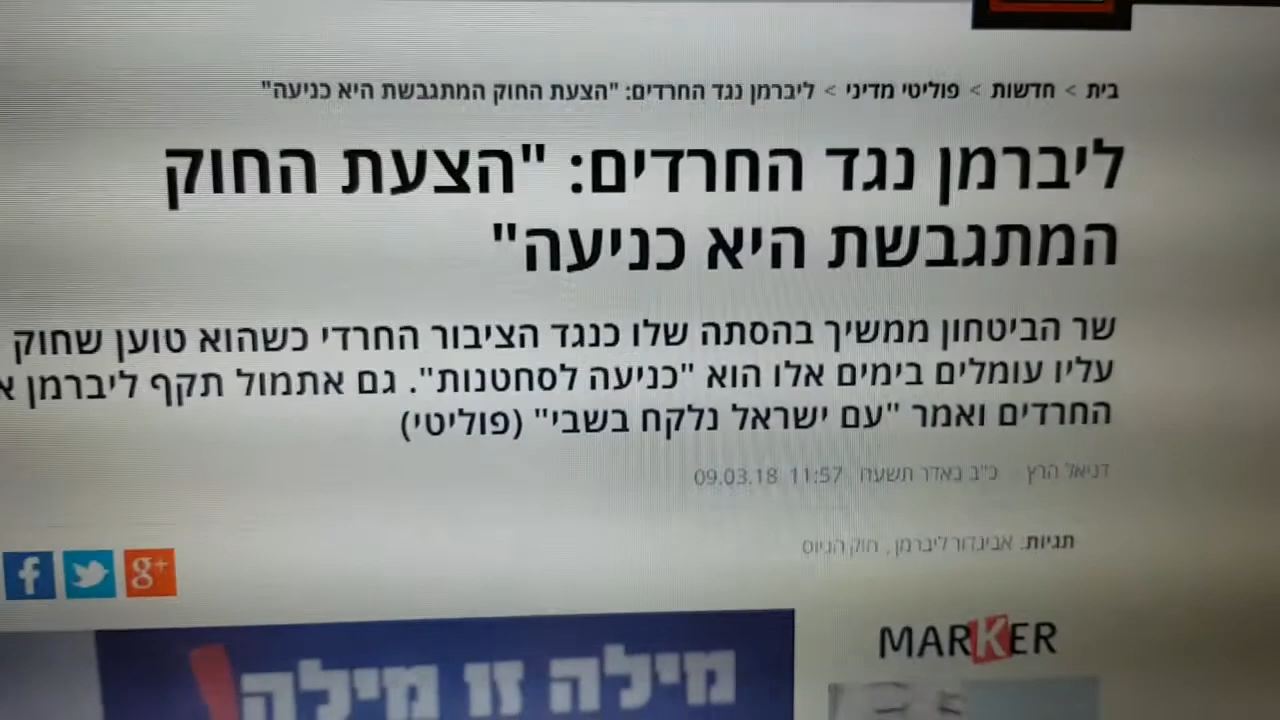 בית > חדשות > פוליטי מדיני > ליברמן נגד החרדים: "הצעת החוק המתגבשת היא כניעה"
ליברמן נגד החרדים: "הצעת החוק
המתגבשת היא כניעה"
שר הביטחון ממשיך בהסתה שלו כנגד הציבור החרדי כשהוא טוען שחוק
עליו עומלים בימים אלו הוא "כניעה לסחטנות". גם אתמול תקף ליברמן א
החרדים ואמר "עם ישראל נלקח בשבי" (פוליטי)
דניאל הרץ כ"ב באדר תשעח 11:57 09.03.18
תגיות: אביגדור ליברמן, חוק הגיוס
f g+
MARKER
מילה זו מילה!